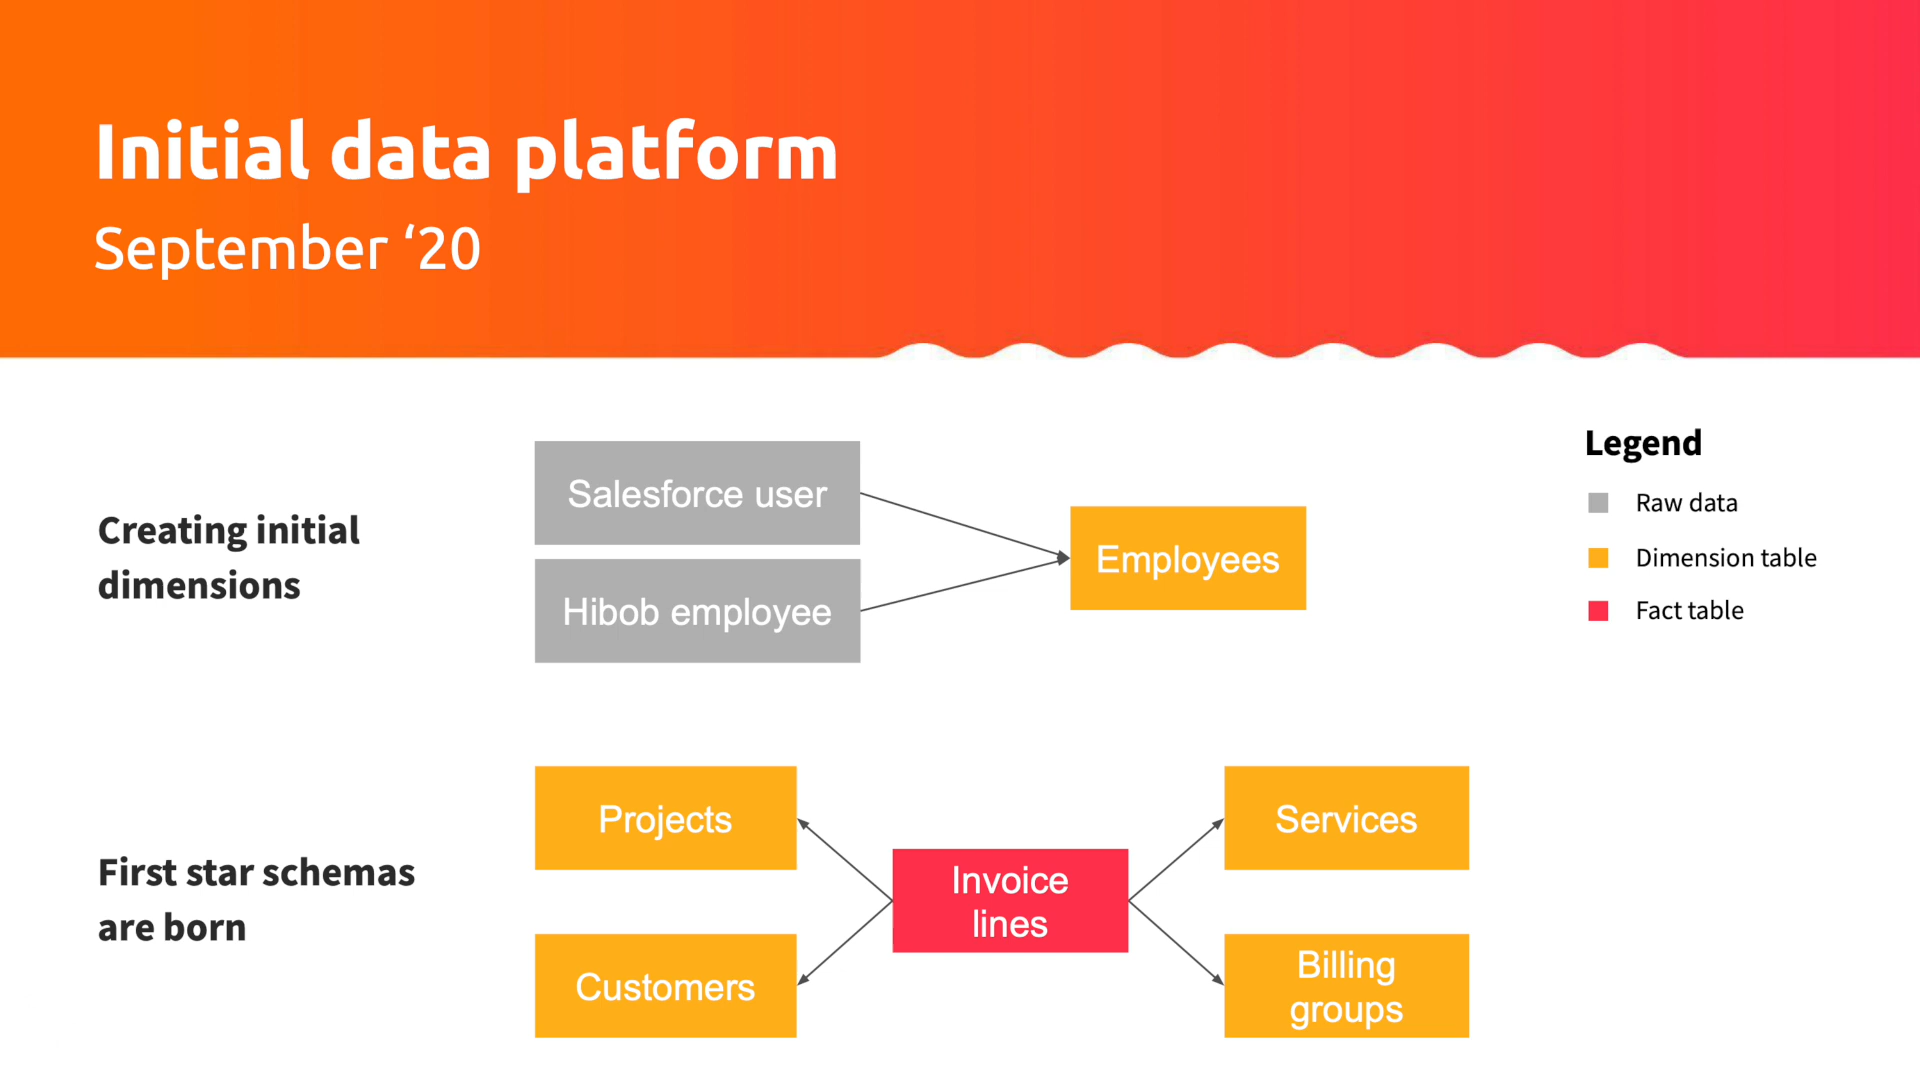 Initial data platform
September ‘20
Creating initial
dimensions
Salesforce user
Hibob employee
Employees
Legend
Raw data
Dimension table
Fact table
First star schemas
are born
Projects
Customers
Invoice
lines
Services
Billing
groups